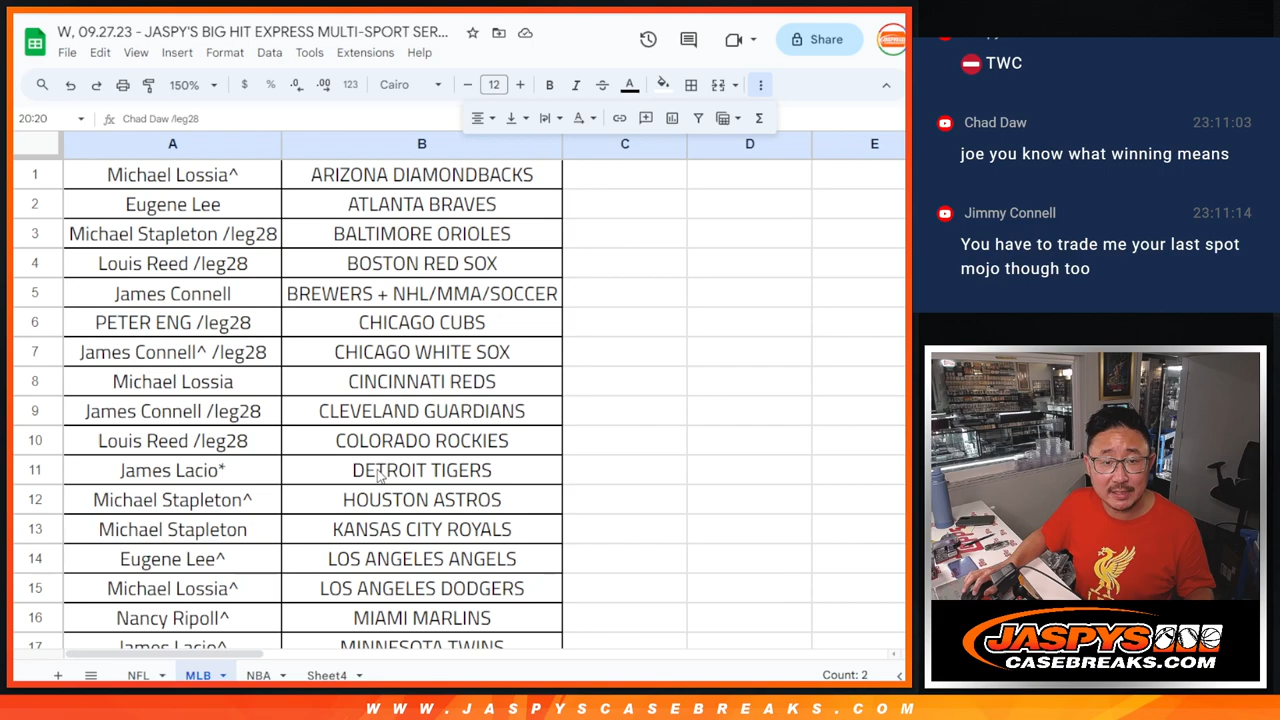 W, 09.27.23 - JASPY'S BIG HIT EXPRESS MULTI-SPORT SER...
File Edit View Insert Format Data Tools Extensions Help
Share
150% $ % .0 .00 123 Cairo 12 B I S A
20:20 fx Chad Daw /leg28
A B C D E
1 Michael Lossia^ ARIZONA DIAMONDBACKS
2 Eugene Lee ATLANTA BRAVES
3 Michael Stapleton /leg28 BALTIMORE ORIOLES
4 Louis Reed /leg28 BOSTON RED SOX
5 James Connell BREWERS + NHL/MMA/SOCCER
6 PETER ENG /leg28 CHICAGO CUBS
7 James Connell^ /leg28 CHICAGO WHITE SOX
8 Michael Lossia CINCINNATI REDS
9 James Connell /leg28 CLEVELAND GUARDIANS
10 Louis Reed /leg28 COLORADO ROCKIES
11 James Lacio* DETROIT TIGERS
12 Michael Stapleton^ HOUSTON ASTROS
13 Michael Stapleton KANSAS CITY ROYALS
14 Eugene Lee^ LOS ANGELES ANGELS
15 Michael Lossia^ LOS ANGELES DODGERS
16 Nancy Ripoll^ MIAMI MARLINS
17 James Lacio^ MINNESOTA TWINS
NFL MLB NBA Sheet4 Count: 2
TWC
Chad Daw 23:11:03
joe you know what winning means
Jimmy Connell 23:11:14
You have to trade me your last spot
mojo though too
JASPYS
CASEBREAKS.COM
WWW.JASPYSCASEBREAKS.COM